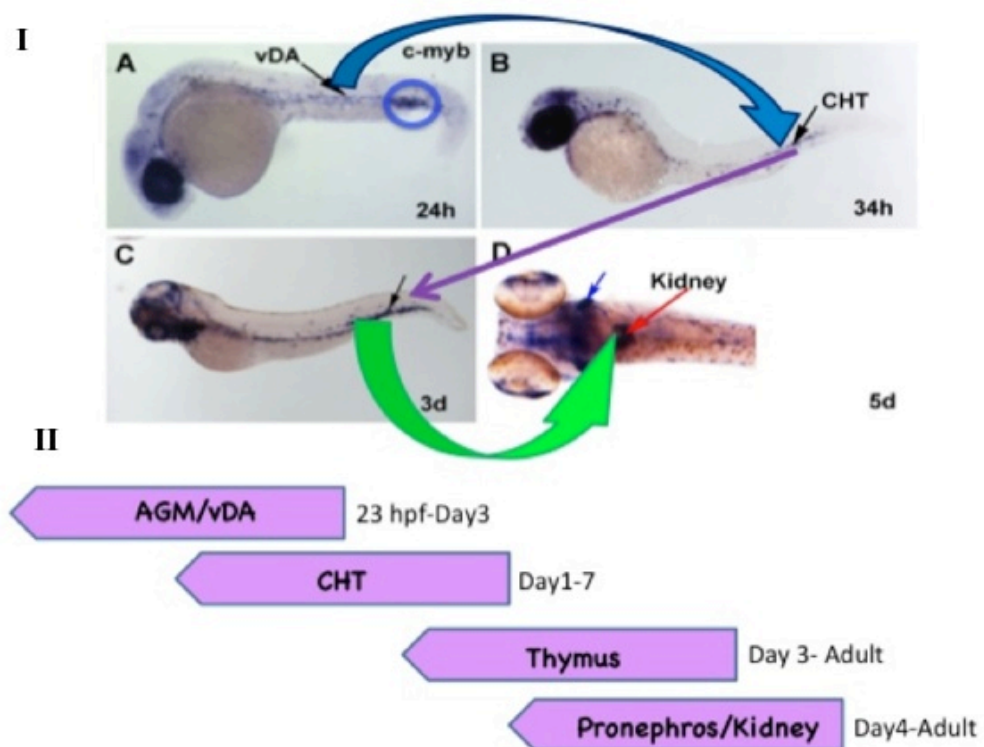 I
A
vDA
c-myb
24h
B
CHT
34h
C
3d
D
Kidney
5d
II
AGM/vDA 23 hpf-Day3
CHT Day1-7
Thymus Day 3- Adult
Pronephros/Kidney Day4-Adult